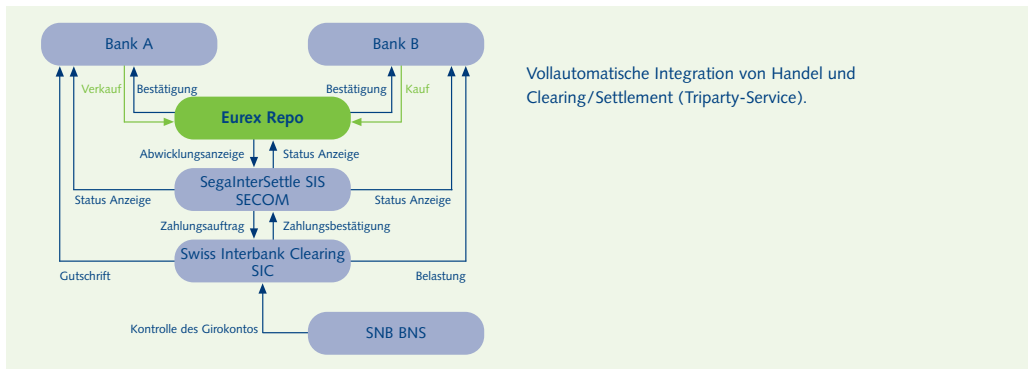 Bank A
Bank B
Vollautomatische Integration von Handel und
Clearing/Settlement (Triparty-Service).
Verkauf
Bestätigung
Bestätigung
Kauf
Eurex Repo
Abwicklungsanzeige
Status Anzeige
SegaInterSettle SIS
SECOM
Status Anzeige
Status Anzeige
Zahlungsauftrag
Zahlungsbestätigung
Swiss Interbank Clearing
SIC
Gutschrift
Belastung
Kontrolle des Girokontos
SNB BNS